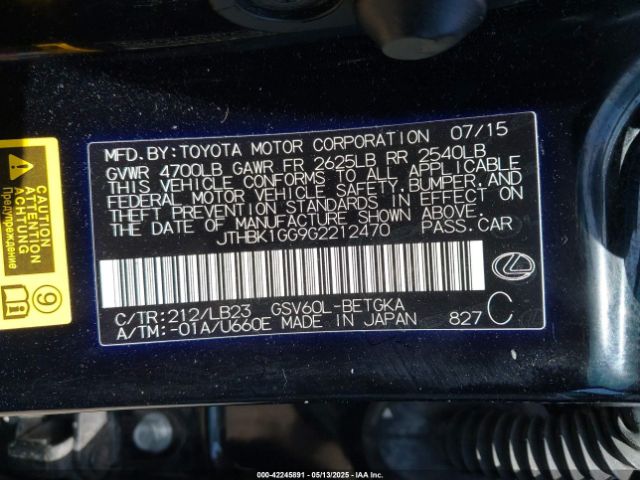 MFD. BY:TOYOTA MOTOR CORPORATION 07/15
GVWR 4700LB GAWR FR 2625LB RR 2540LB
THIS VEHICLE CONFORMS TO ALL APPLICABLE
FEDERAL MOTOR VEHICLE SAFETY, BUMPER, AND
THEFT PREVENTION STANDARDS IN EFFECT ON
THE DATE OF MANUFACTURE SHOWN ABOVE.
JTHBK1GG9G2212470 PASS. CAR
C/TR:212/LB23 GSV60L-BETGKA
A/TM:-01A/U660E MADE IN JAPAN 827 C
Предупреждение
ATTENTION
CAUTION
9
000-42245891 - 05/13/2025 - IAA Inc.